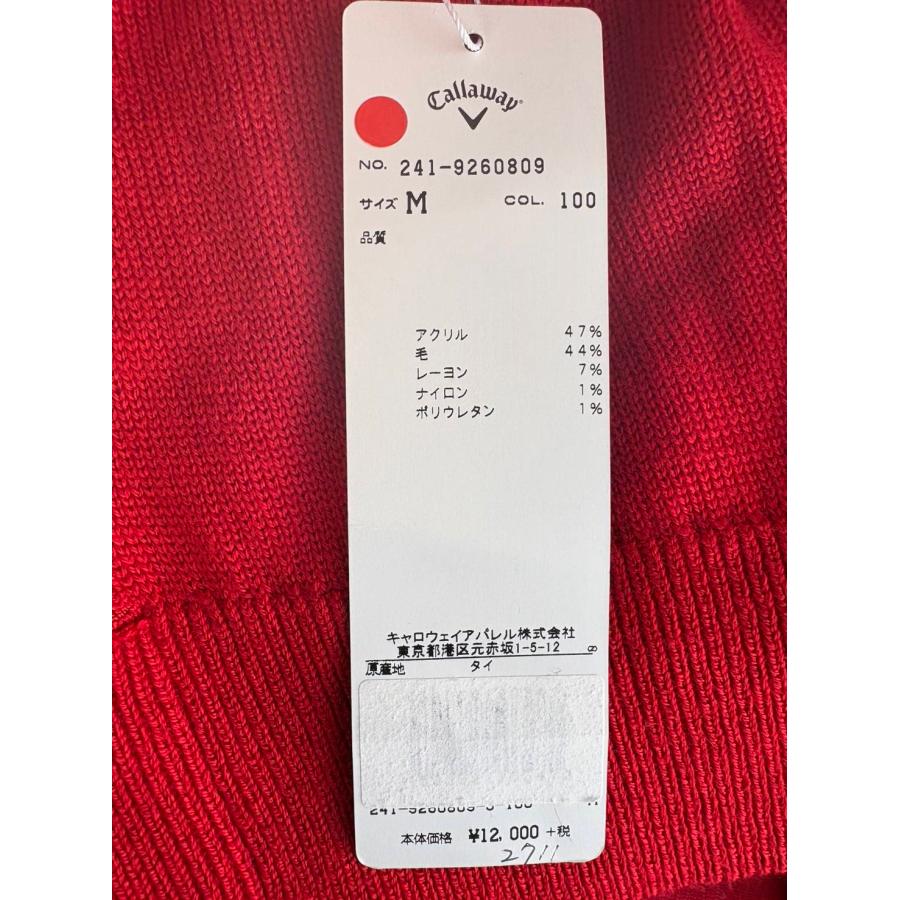 Callaway
NO. 241-9260809
サイズ M COL. 100
品質
アクリル 47%
毛 44%
レーヨン 7%
ナイロン 1%
ポリウレタン 1%
キャロウェイアパレル株式会社
東京都港区元赤坂1-5-12
原産地 タイ
本体価格 ¥12,000 +税
2711